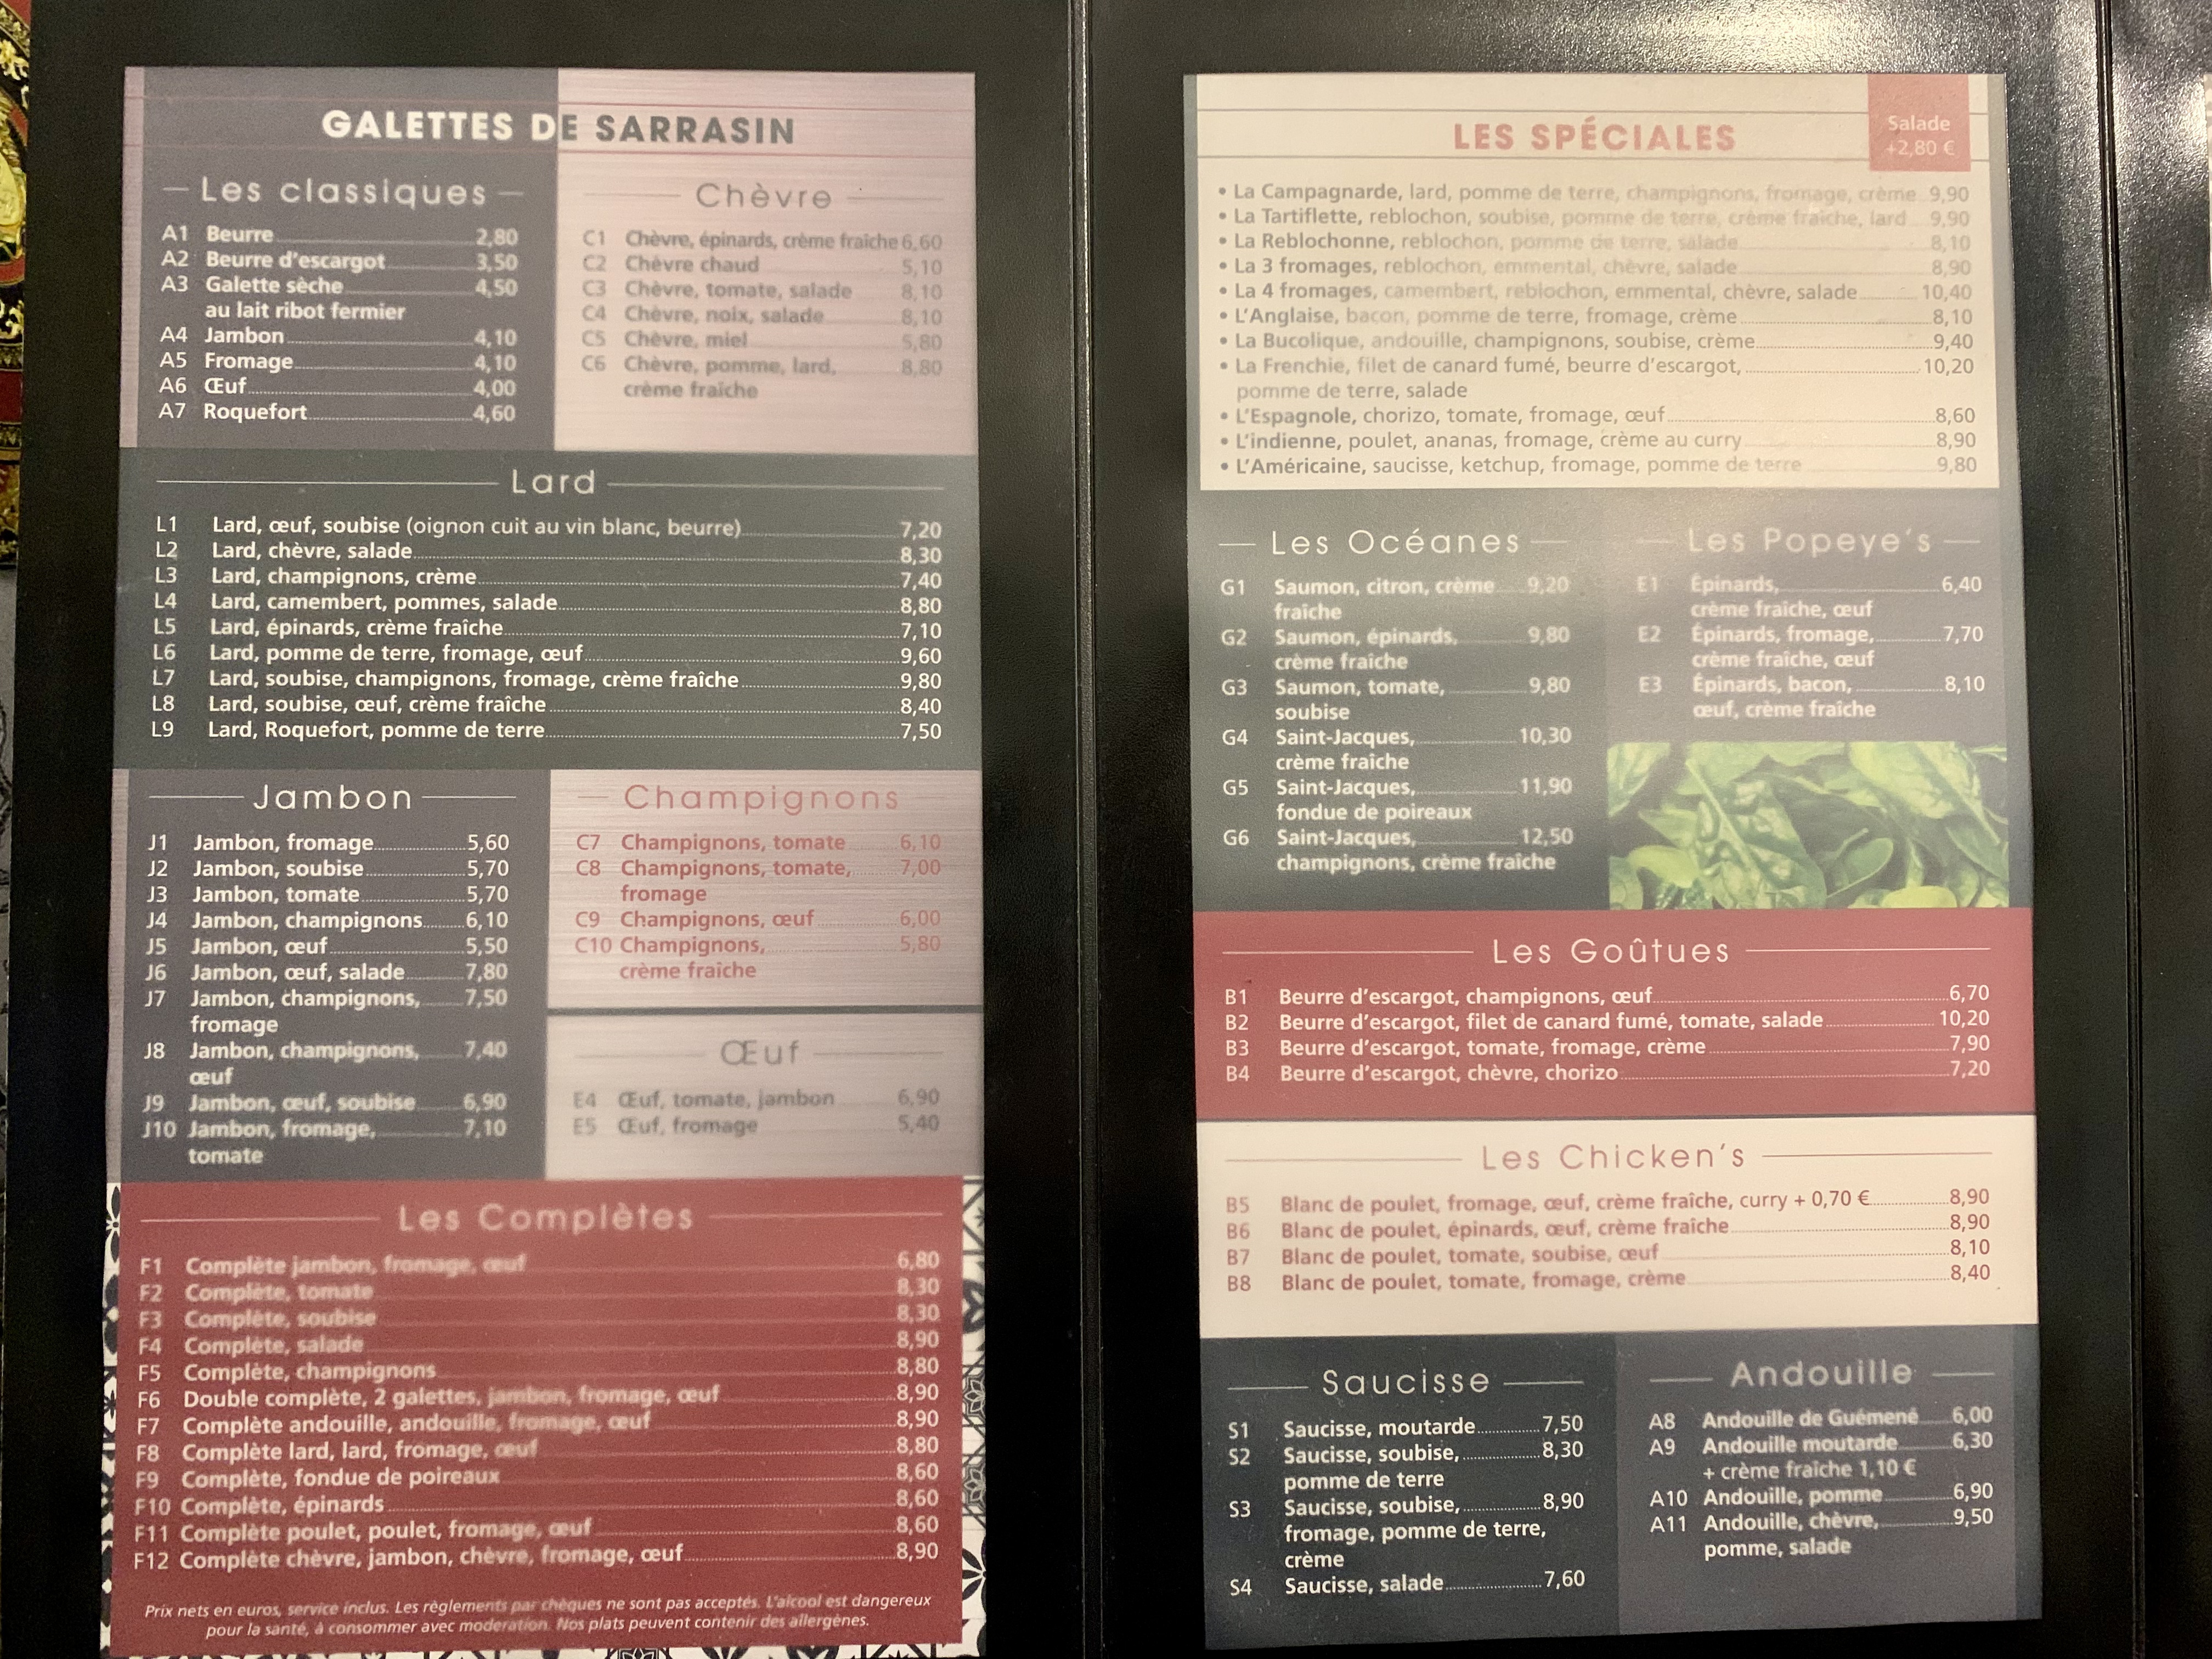 GALETTES DE SARRASIN
Les classiques
A1 Beurre 2,80
A2 Beurre d'escargot 3,50
A3 Galette sèche 4,50
au lait ribot fermier
A4 Jambon 4,10
A5 Fromage 4,10
A6 Œuf 4,00
A7 Roquefort 4,60
Chèvre
C1 Chèvre, épinards, crème fraîche 6,60
C2 Chèvre chaud 5,10
C3 Chèvre, tomate, salade 8,10
C4 Chèvre, noix, salade 8,10
C5 Chèvre, miel 5,80
C6 Chèvre, pomme, lard, 8,80
crème fraîche
Lard
L1 Lard, œuf, soubise (oignon cuit au vin blanc, beurre) 7,20
L2 Lard, chèvre, salade 8,30
L3 Lard, champignons, crème 7,40
L4 Lard, camembert, pommes, salade 8,80
L5 Lard, épinards, crème fraîche 7,10
L6 Lard, pomme de terre, fromage, œuf 9,60
L7 Lard, soubise, champignons, fromage, crème fraîche 9,80
L8 Lard, soubise, œuf, crème fraîche 8,40
L9 Lard, Roquefort, pomme de terre 7,50
Jambon
J1 Jambon, fromage 5,60
J2 Jambon, soubise 5,70
J3 Jambon, tomate 5,70
J4 Jambon, champignons 6,10
J5 Jambon, œuf 5,50
J6 Jambon, œuf, salade 7,80
J7 Jambon, champignons, 7,50
fromage
J8 Jambon, champignons, 7,40
œuf
J9 Jambon, œuf, soubise 6,90
J10 Jambon, fromage, 7,10
tomate
Champignons
C7 Champignons, tomate 6,10
C8 Champignons, tomate, 7,00
fromage
C9 Champignons, œuf 6,00
C10 Champignons, 5,80
crème fraîche
Œuf
E4 Œuf, tomate, jambon 6,90
E5 Œuf, fromage 5,40
Les Complètes
F1 Complète jambon, fromage, œuf 6,80
F2 Complète, tomate 8,30
F3 Complète, soubise 8,30
F4 Complète, salade 8,90
F5 Complète, champignons 8,80
F6 Double complète, 2 galettes, jambon, fromage, œuf 8,90
F7 Complète andouille, andouille, fromage, œuf 8,90
F8 Complète lard, lard, fromage, œuf 8,80
F9 Complète, fondue de poireaux 8,60
F10 Complète, épinards 8,60
F11 Complète poulet, poulet, fromage, œuf 8,60
F12 Complète chèvre, jambon, chèvre, fromage, œuf 8,90
Prix nets en euros, service inclus. Les règlements par chèques ne sont pas acceptés. L'alcool est dangereux
pour la santé, à consommer avec moderation. Nos plats peuvent contenir des allergènes.
LES SPÉCIALES
Salade
+2,80 €
• La Campagnarde, lard, pomme de terre, champignons, fromage, crème 9,90
• La Tartiflette, reblochon, soubise, pomme de terre, crème fraîche, lard 9,90
• La Reblochonne, reblochon, pomme de terre, salade 8,10
• La 3 fromages, reblochon, emmental, chèvre, salade 8,90
• La 4 fromages, camembert, reblochon, emmental, chèvre, salade 10,40
• L'Anglaise, bacon, pomme de terre, fromage, crème 8,10
• La Bucolique, andouille, champignons, soubise, crème 9,40
• La Frenchie, filet de canard fumé, beurre d'escargot, 10,20
pomme de terre, salade
• L'Espagnole, chorizo, tomate, fromage, œuf 8,60
• L'indienne, poulet, ananas, fromage, crème au curry 8,90
• L'Américaine, saucisse, ketchup, fromage, pomme de terre 9,80
Les Océanes
G1 Saumon, citron, crème 9,20
fraîche
G2 Saumon, épinards, 9,80
crème fraîche
G3 Saumon, tomate, 9,80
soubise
G4 Saint-Jacques, 10,30
crème fraîche
G5 Saint-Jacques, 11,90
fondue de poireaux
G6 Saint-Jacques, 12,50
champignons, crème fraîche
Les Popeye's
E1 Épinards, 6,40
crème fraîche, œuf
E2 Épinards, fromage, 7,70
crème fraîche, œuf
E3 Épinards, bacon, 8,10
œuf, crème fraîche
Les Goûtues
B1 Beurre d'escargot, champignons, œuf 6,70
B2 Beurre d'escargot, filet de canard fumé, tomate, salade 10,20
B3 Beurre d'escargot, tomate, fromage, crème 7,90
B4 Beurre d'escargot, chèvre, chorizo 7,20
Les Chicken's
B5 Blanc de poulet, fromage, œuf, crème fraîche, curry + 0,70 € 8,90
B6 Blanc de poulet, épinards, œuf, crème fraîche 8,90
B7 Blanc de poulet, tomate, soubise, œuf 8,10
B8 Blanc de poulet, tomate, fromage, crème 8,40
Saucisse
S1 Saucisse, moutarde 7,50
S2 Saucisse, soubise, 8,30
pomme de terre
S3 Saucisse, soubise, 8,90
fromage, pomme de terre,
crème
S4 Saucisse, salade 7,60
Andouille
A8 Andouille de Guémené 6,00
A9 Andouille moutarde 6,30
+ crème fraîche 1,10 €
A10 Andouille, pomme 6,90
A11 Andouille, chèvre, 9,50
pomme, salade